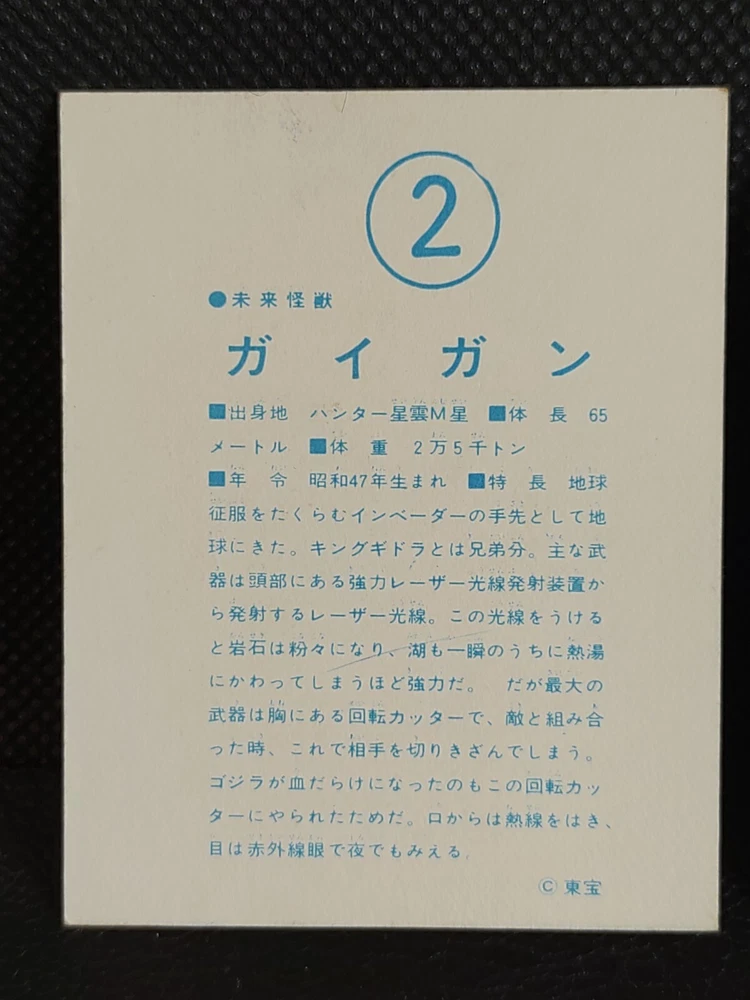 2
●未来怪獣
ガイガン
■出身地 ハンター星雲M星 ■体 長 65
メートル ■体 重 2万5千トン
■年 令 昭和47年生まれ ■特 長 地球
征服をたくらむインベーダーの手先として地
球にきた。キングギドラとは兄弟分。主な武
器は頭部にある強力レーザー光線発射装置か
ら発射するレーザー光線。この光線をうける
と岩石は粉々になり、湖も一瞬のうちに熱湯
にかわってしまうほど強力だ。 だが最大の
武器は胸にある回転カッターで、敵と組み合
った時、これで相手を切りきざんでしまう。
ゴジラが血だらけになったのもこの回転カッ
ターにやられたためだ。口からは熱線をはき、
目は赤外線眼で夜でもみえる。
Ⓒ東宝